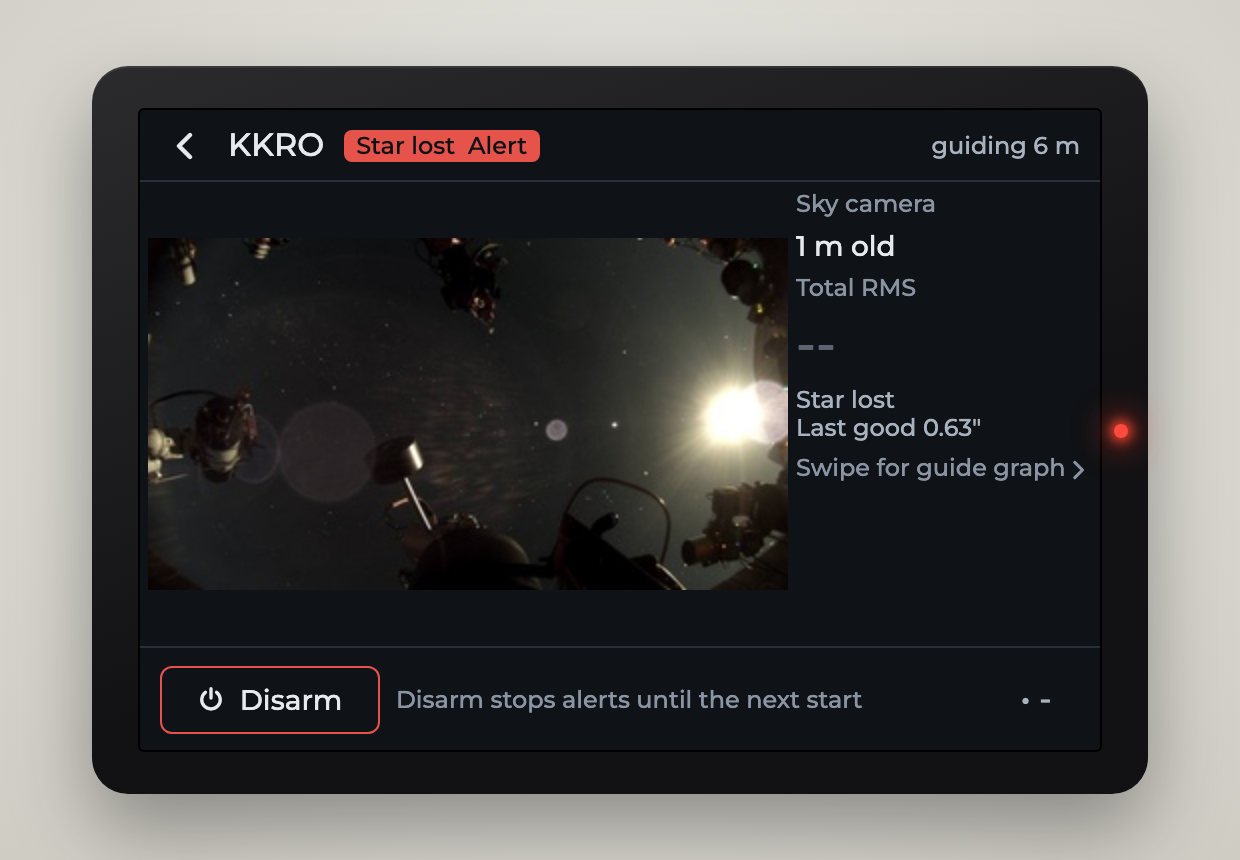 KKRO
Star lost Alert
guiding 6 m
Sky camera
1 m old
Total RMS
--
Star lost
Last good 0.63"
Swipe for guide graph
Disarm
Disarm stops alerts until the next start